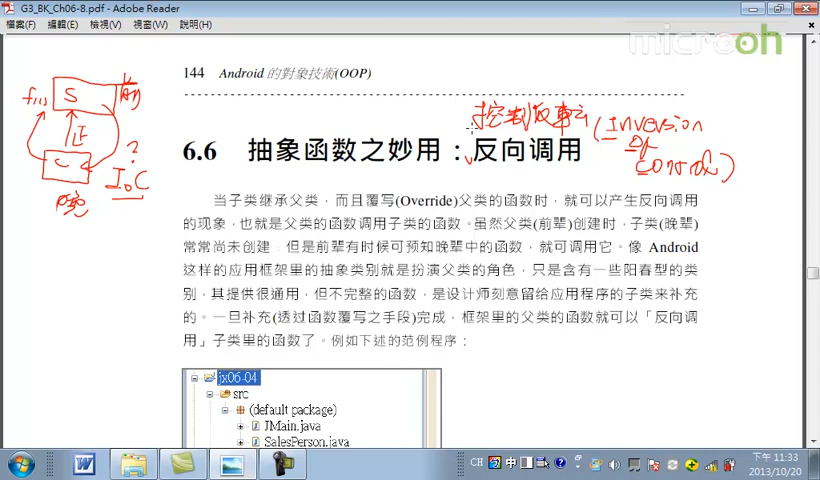 G3_BK_Ch06-8.pdf - Adobe Reader
檔案(F) 編輯(E) 檢視(V) 視窗(W) 說明(H)
microoh
144 Android 的對象技術(OOP)
f()
S
前
正
?
C
IoC
晚
控制反轉
(Inversion
Of
Control)
6.6 抽象函数之妙用：反向调用
当子类继承父类，而且覆写(Override)父类的函数时，就可以产生反向调用
的现象，也就是父类的函数调用子类的函数。虽然父类(前辈)创建时，子类(晚辈)
常常尚未创建，但是前辈有时候可预知晚辈中的函数，就可调用它。像 Android
这样的应用框架里的抽象类别就是扮演父类的角色，只是含有一些阳春型的类
别，其提供很通用，但不完整的函数，是设计师刻意留给应用程序的子类来补充
的。一旦补充(透过函数覆写之手段)完成，框架里的父类的函数就可以「反向调
用」子类里的函数了。例如下述的范例程序：
jx06-04
src
(default package)
JMain.java
SalesPerson.java
CH 中
下午 11:33
2013/10/20